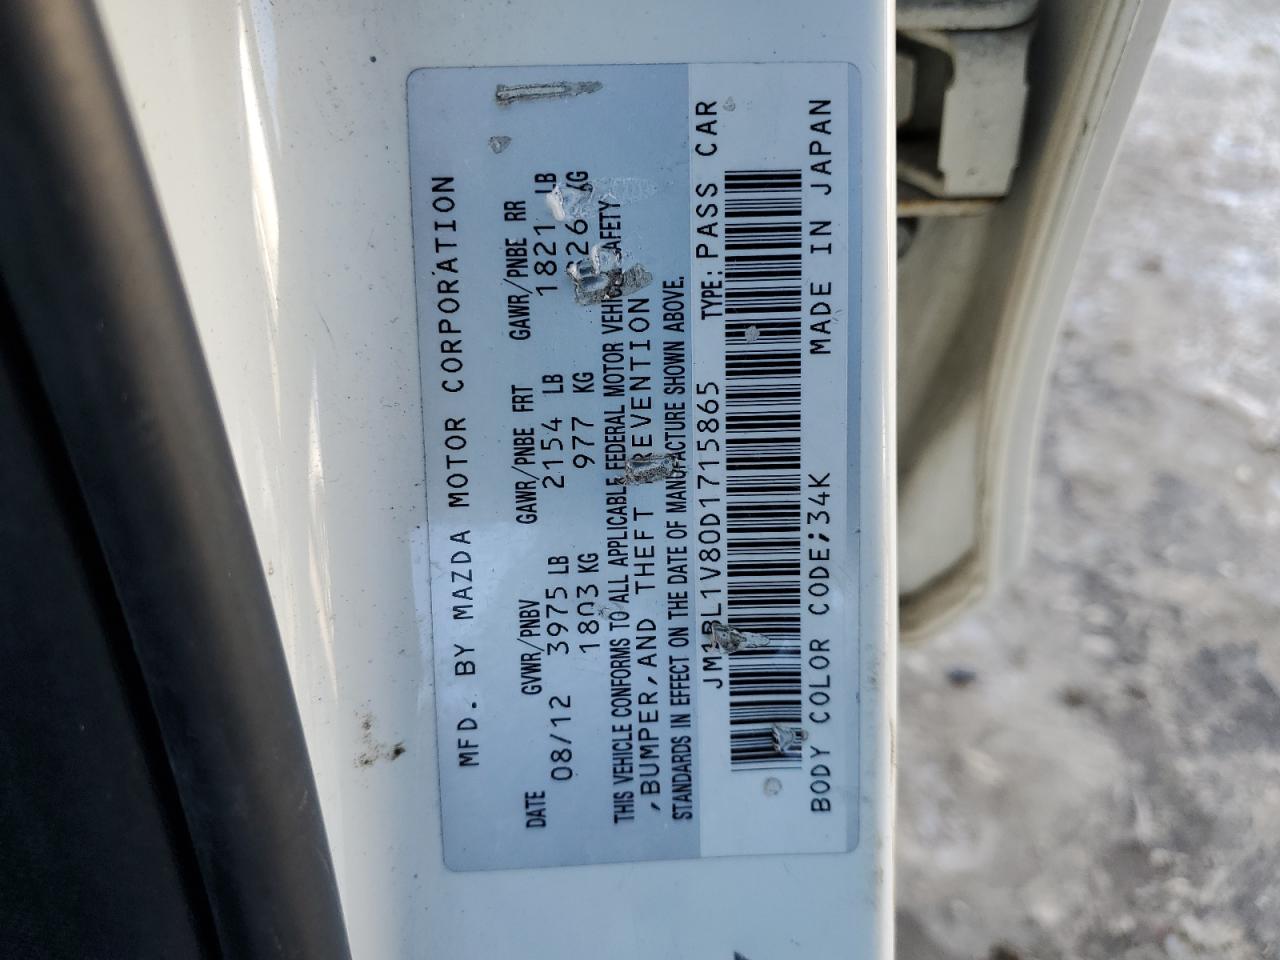 MFD. BY MAZDA MOTOR CORPORATION
DATE GVWR/PNBV GAWR/PNBE FRT GAWR/PNBE RR
08/12 3975 LB 2154 LB 1821 LB
1803 KG 977 KG KG
THIS VEHICLE CONFORMS TO ALL APPLICABLE FEDERAL MOTOR VEHICLE SAFETY
,BUMPER,AND THEFT PREVENTION
STANDARDS IN EFFECT ON THE DATE OF MANUFACTURE SHOWN ABOVE.
JM1BL1V80D1715865 TYPE:PASS CAR
BODY COLOR CODE;34K MADE IN JAPAN